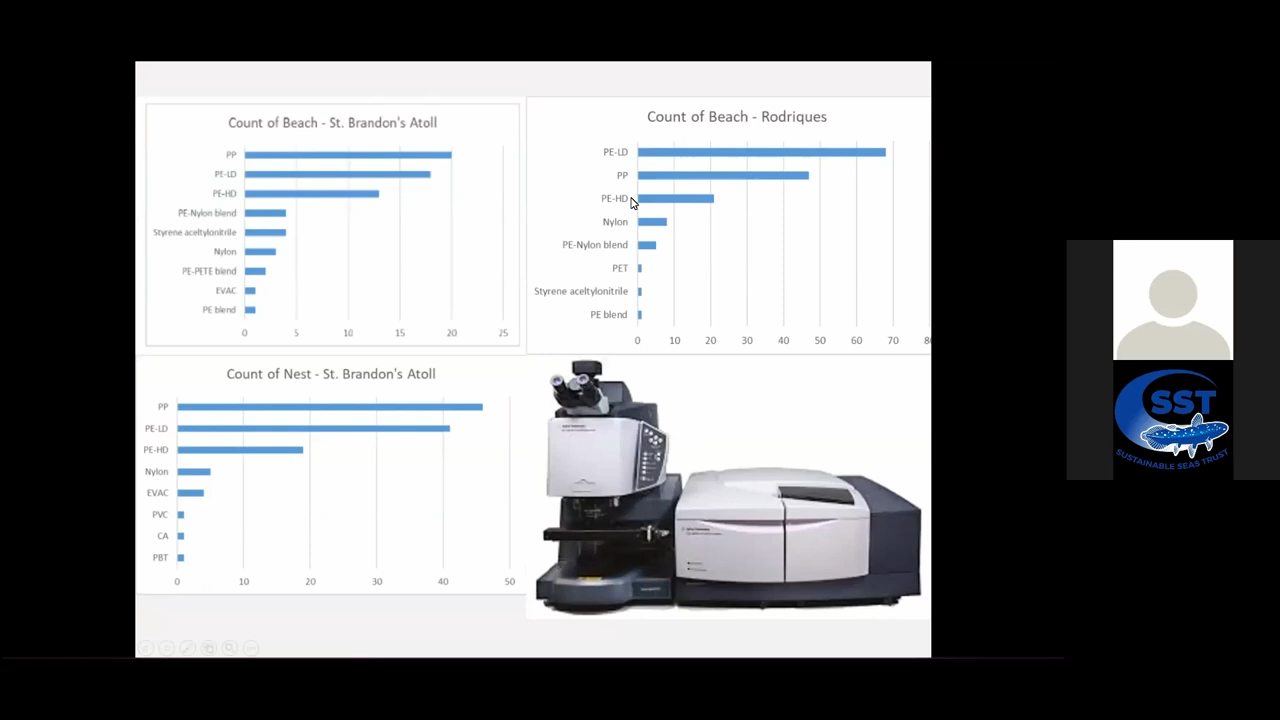 Count of Beach - St. Brandon's Atoll
PP
PE-LD
PE-HD
PE-Nylon blend
Styrene aceltylonitrile
Nylon
PE-PETE blend
EVAC
PE blend
0 5 10 15 20 25
Count of Beach - Rodriques
PE-LD
PP
PE-HD
Nylon
PE-Nylon blend
PET
Styrene aceltylonitrile
PE blend
0 10 20 30 40 50 60 70 8
Count of Nest - St. Brandon's Atoll
PP
PE-LD
PE-HD
Nylon
EVAC
PVC
CA
PBT
0 10 20 30 40 50
SST
SUSTAINABLE SEAS TRUST